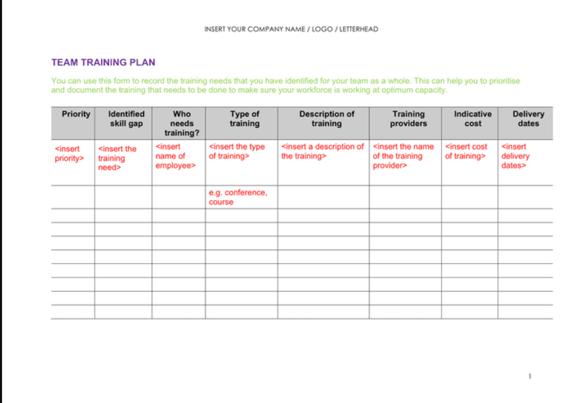 INSERT YOUR COMPANY NAME / LOGO / LETTERHEAD
TEAM TRAINING PLAN
You can use this form to record the training needs that you have identified for your team as a whole. This can help you to prioritise
and document the training that needs to be done to make sure your workforce is working at optimum capacity.
Priority
Identified
skill gap
Who
needs
training?
Type of
training
Description of
training
Training
providers
Indicative
cost
Delivery
dates
<insert
priority>
<insert the
training
need>
<insert
name of
employee>
<insert the type
of training>
<insert a description of
the training>
<insert the name
of the training
provider>
<insert cost
of training>
<insert
delivery
dates>
e.g. conference,
course
1